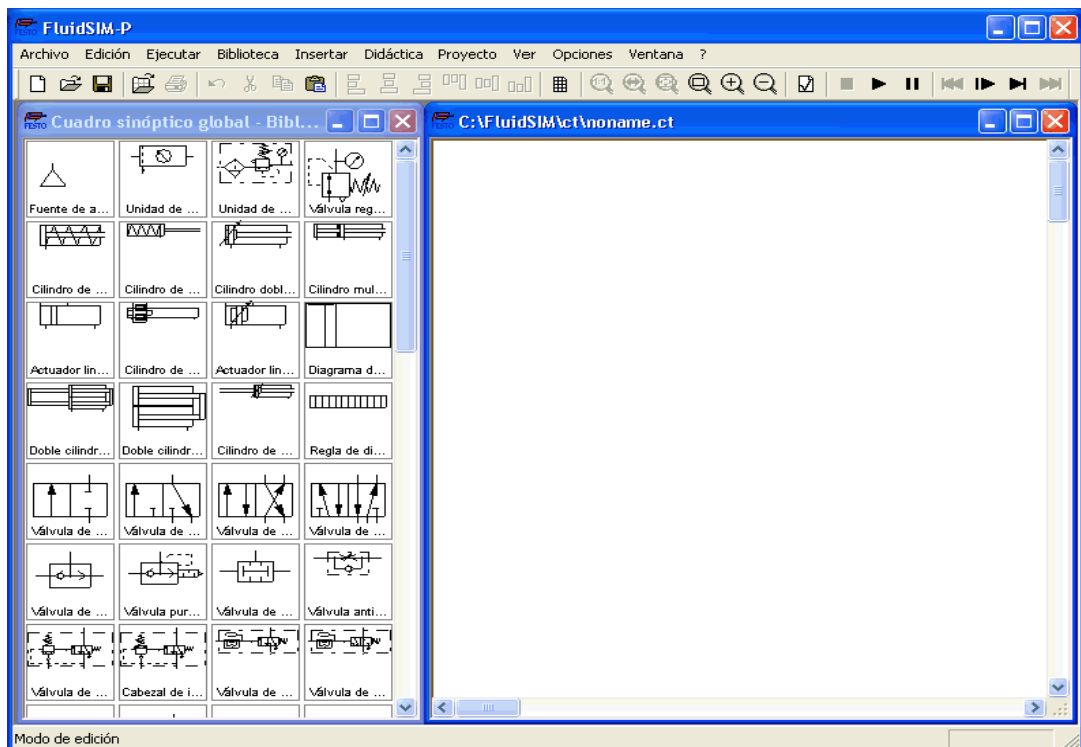 FluidSIM-P
Archivo Edición Ejecutar Biblioteca Insertar Didáctica Proyecto Ver Opciones Ventana ?
FESTO Cuadro sinóptico global - Bibl...
FESTO C:\FluidSIM\ct\noname.ct
Fuente de a... Unidad de ... Unidad de ... Válvula reg...
Cilindro de ... Cilindro de ... Cilindro dobl... Cilindro mul...
Actuador lin... Cilindro de ... Actuador lin... Diagrama d...
Doble cilindr... Doble cilindr... Cilindro de ... Regla de di...
Válvula de ... Válvula de ... Válvula de ... Válvula de ...
Válvula de ... Válvula pur... Válvula de ... Válvula anti...
Válvula de ... Cabezal de i... Válvula de ... Válvula de ...
Modo de edición